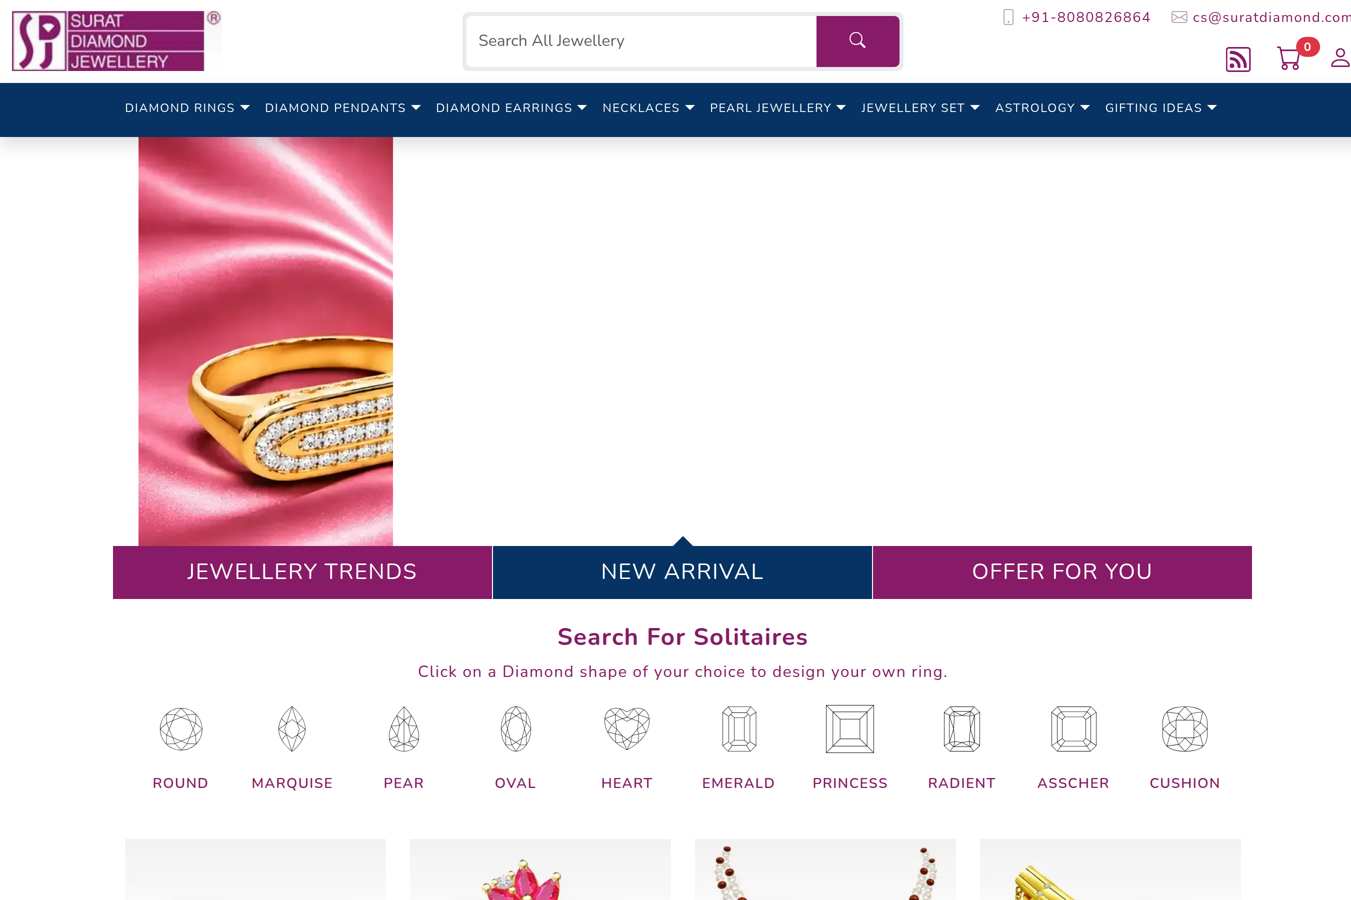 SURAT
DIAMOND
JEWELLERY
®
Search All Jewellery
+91-8080826864
cs@suratdiamond.com
0
DIAMOND RINGS
DIAMOND PENDANTS
DIAMOND EARRINGS
NECKLACES
PEARL JEWELLERY
JEWELLERY SET
ASTROLOGY
GIFTING IDEAS
JEWELLERY TRENDS
NEW ARRIVAL
OFFER FOR YOU
Search For Solitaires
Click on a Diamond shape of your choice to design your own ring.
ROUND
MARQUISE
PEAR
OVAL
HEART
EMERALD
PRINCESS
RADIENT
ASSCHER
CUSHION